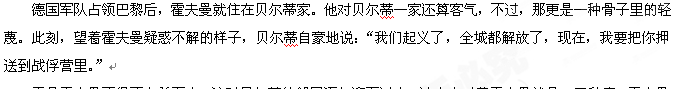 德国军队占领巴黎后，霍夫曼就住在贝尔蒂家。他对贝尔蒂一家还算客气，不过，那更是一种骨子里的轻
蔑。此刻，望着霍夫曼疑惑不解的样子，贝尔蒂自豪地说：“我们起义了，全城都解放了，现在，我要把你押
送到战俘营里。”